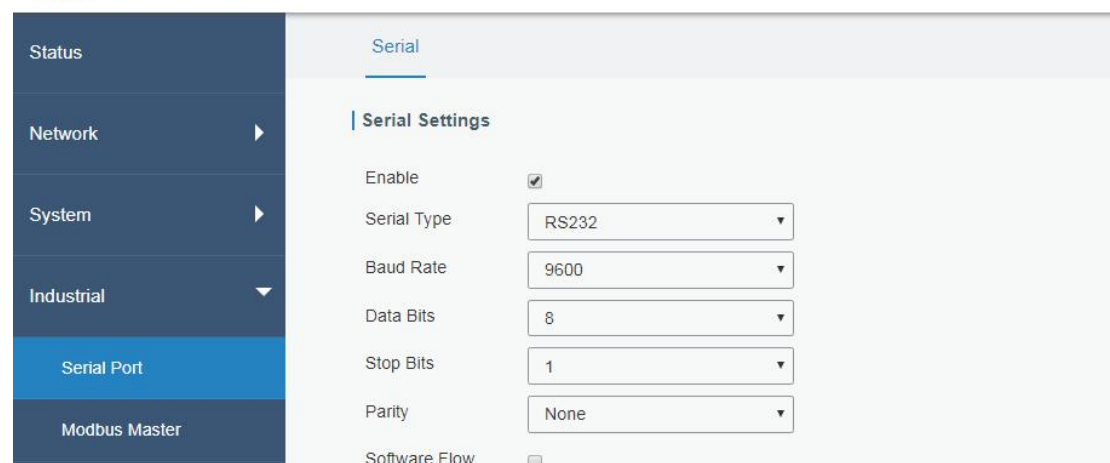 Status
Network
System
Industrial
Serial Port
Modbus Master
Serial
Serial Settings
Enable
Serial Type RS232
Baud Rate 9600
Data Bits 8
Stop Bits 1
Parity None
Software Flow